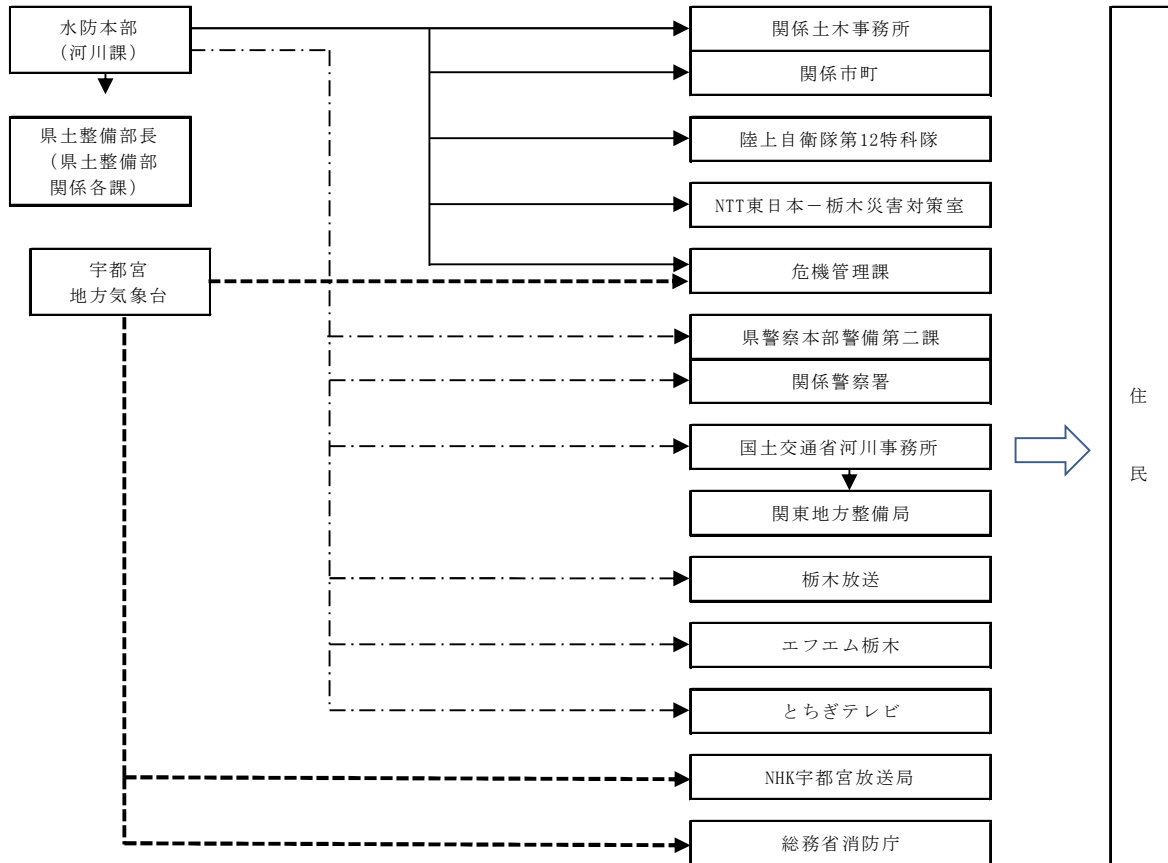 水防本部
(河川課)
県土整備部長
(県土整備部
関係各課)
宇都宮
地方気象台
関係土木事務所
関係市町
陸上自衛隊第12特科隊
NTT東日本－栃木災害対策室
危機管理課
県警察本部警備第二課
関係警察署
国土交通省河川事務所
関東地方整備局
栃木放送
エフエム栃木
とちぎテレビ
NHK宇都宮放送局
総務省消防庁
住
民